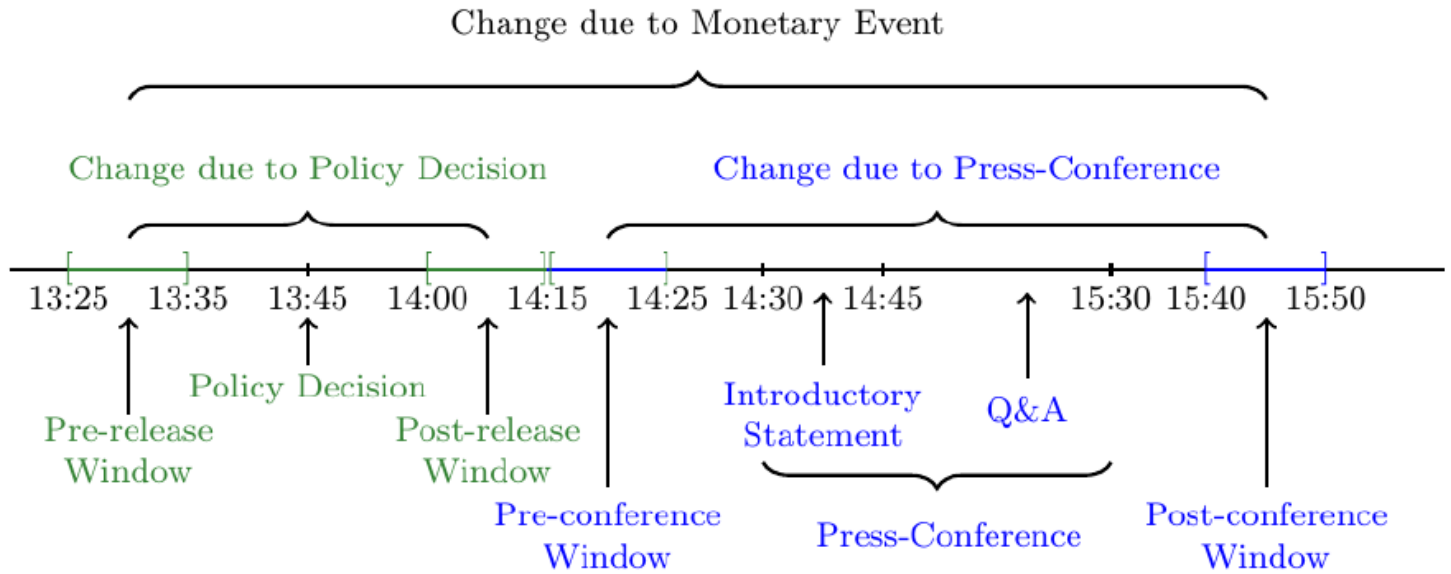 Change due to Monetary Event
Change due to Policy Decision
Change due to Press-Conference
13:25 13:35 13:45 14:00 14:15 14:25 14:30 14:45 15:30 15:40 15:50
Policy Decision
Pre-release
Window
Post-release
Window
Introductory
Statement
Q&A
Pre-conference
Window
Press-Conference
Post-conference
Window